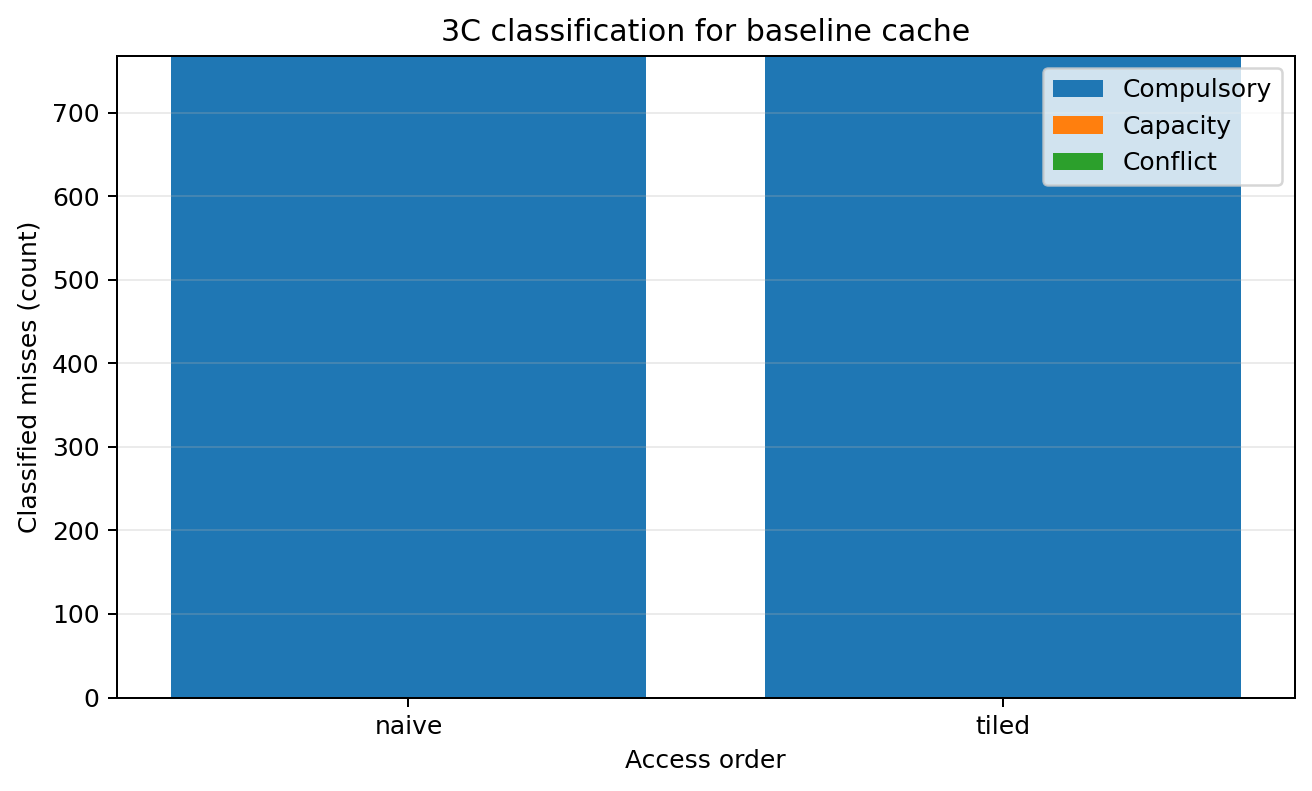 3C classification for baseline cache
Compulsory
Capacity
Conflict
Classified misses (count)
700
600
500
400
300
200
100
0
naive
tiled
Access order